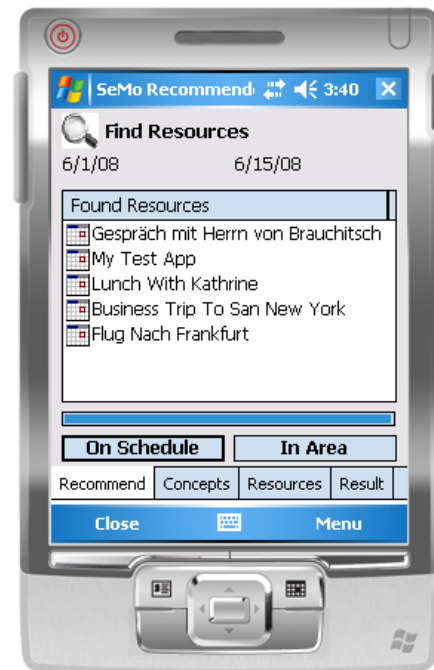 SeMo Recommend 3:40
Find Resources
6/1/08 6/15/08
Found Resources
Gespräch mit Herrn von Brauchitsch
My Test App
Lunch With Kathrine
Business Trip To San New York
Flug Nach Frankfurt
On Schedule In Area
Recommend Concepts Resources Result
Close Menu